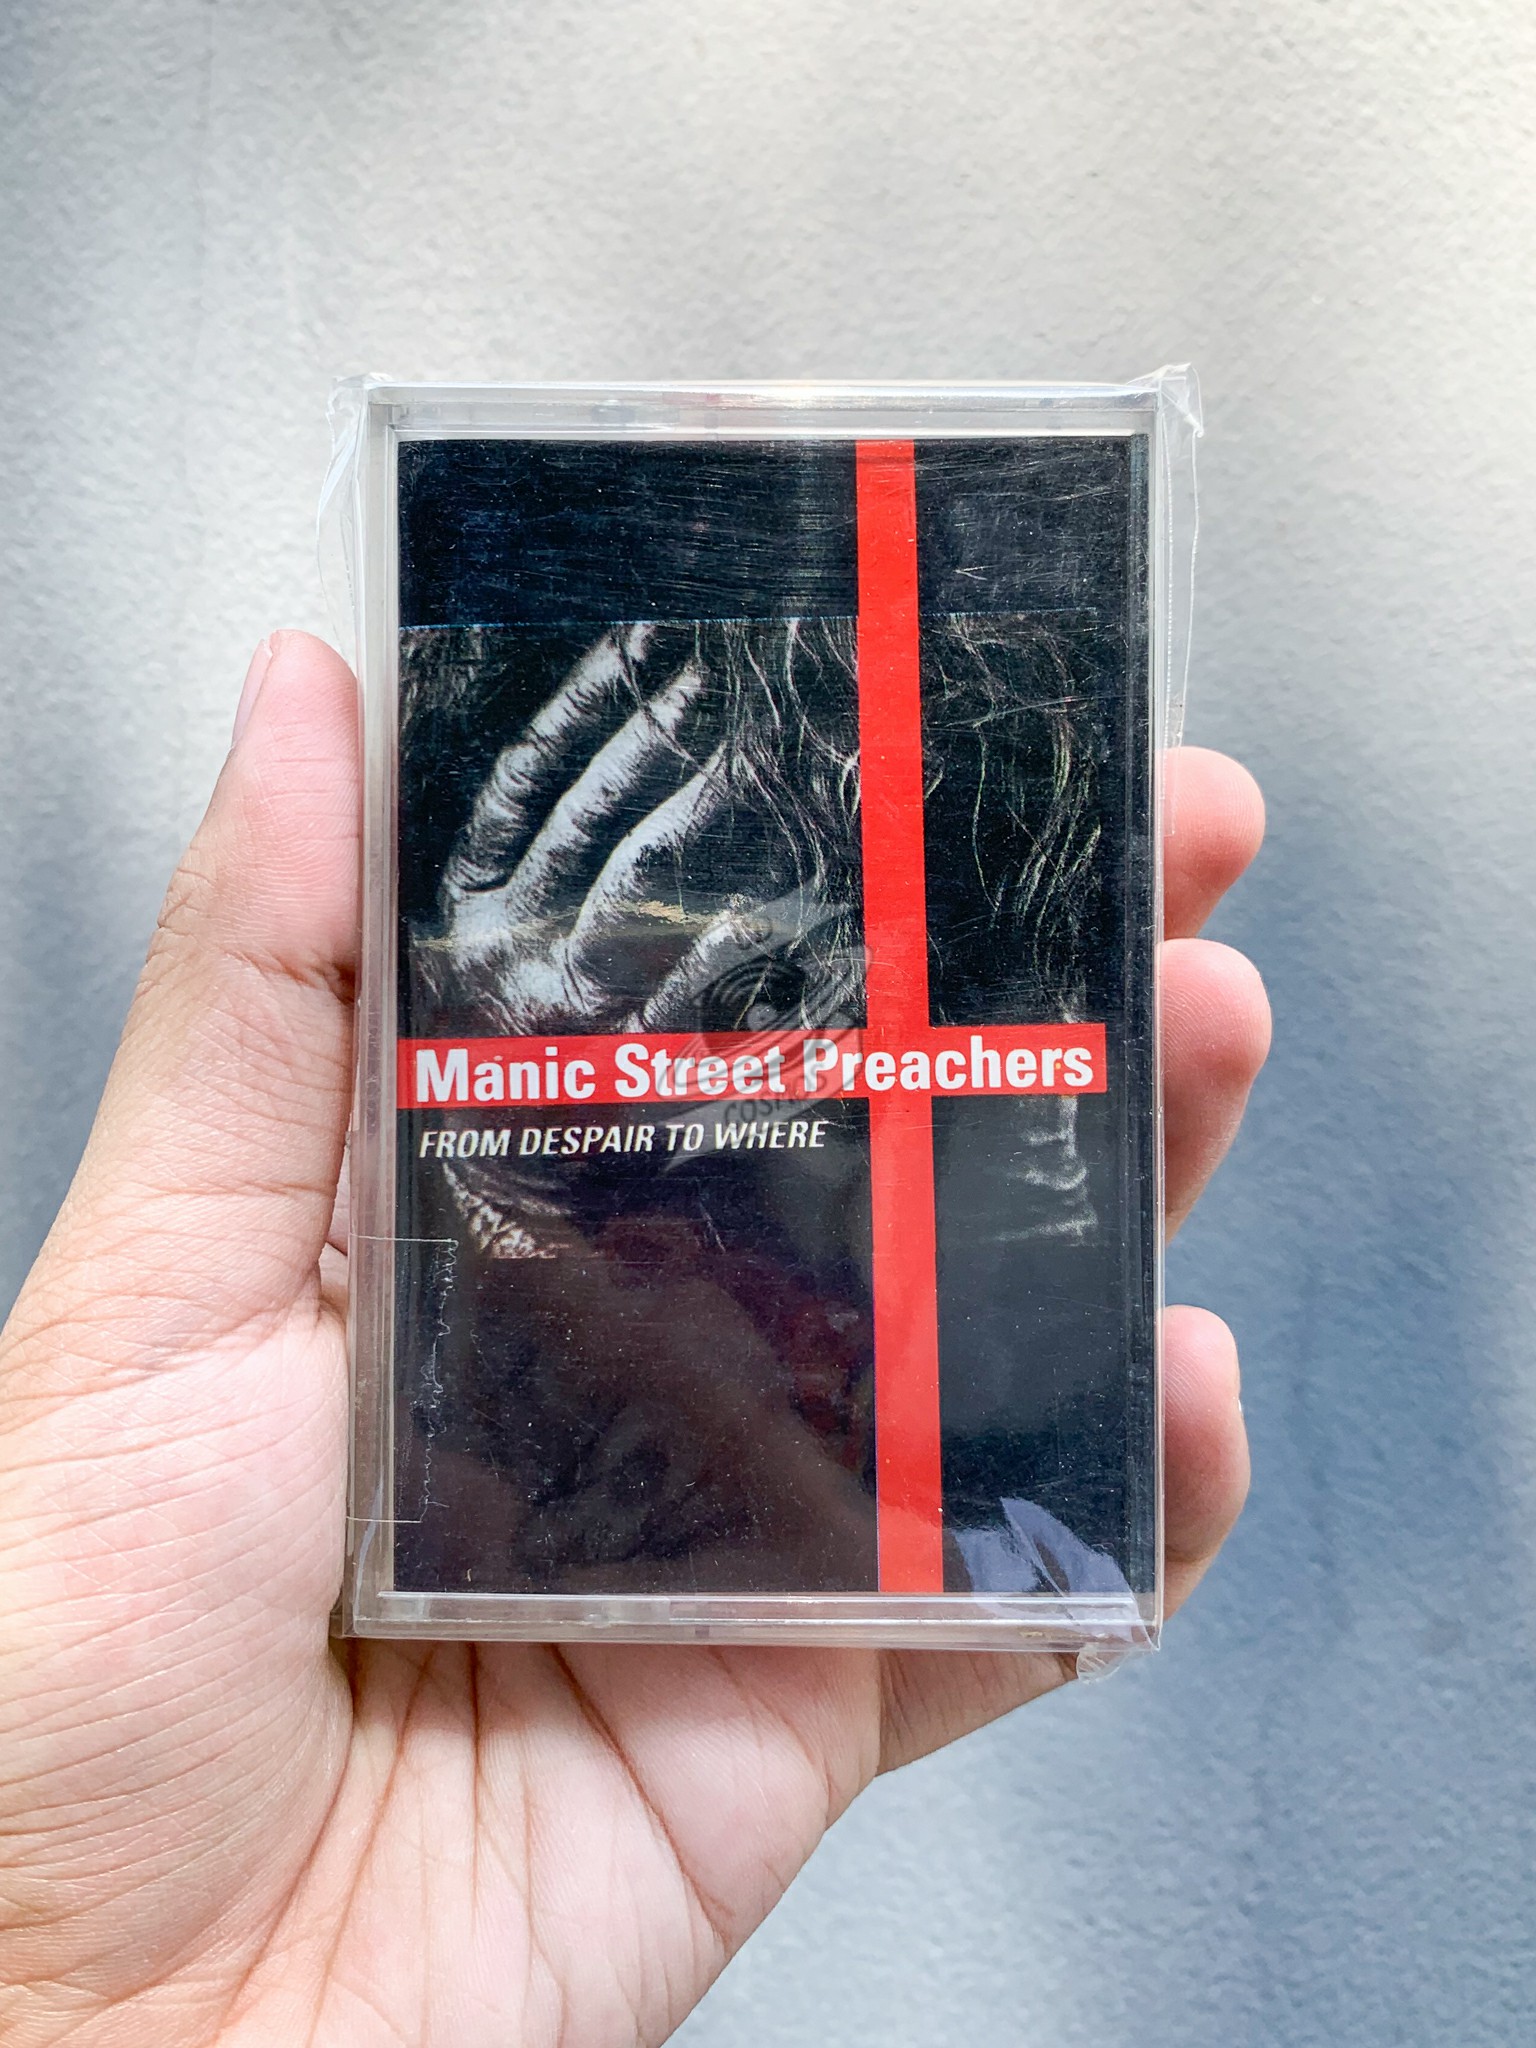 Manic Street Preachers
FROM DESPAIR TO WHERE